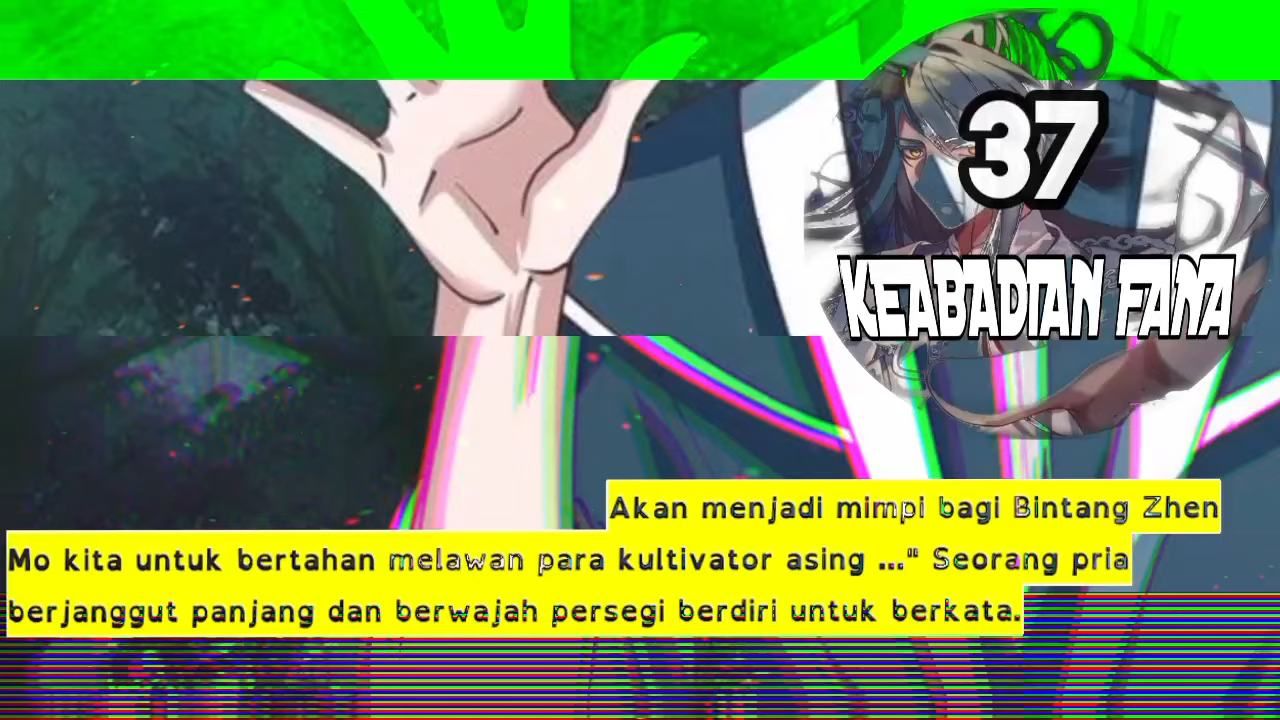 37
KEABADIAN FANA
Akan menjadi mimpi bagi Bintang Zhen
Mo kita untuk bertahan melawan para kultivator asing ..." Seorang pria
berjanggut panjang dan berwajah persegi berdiri untuk berkata.